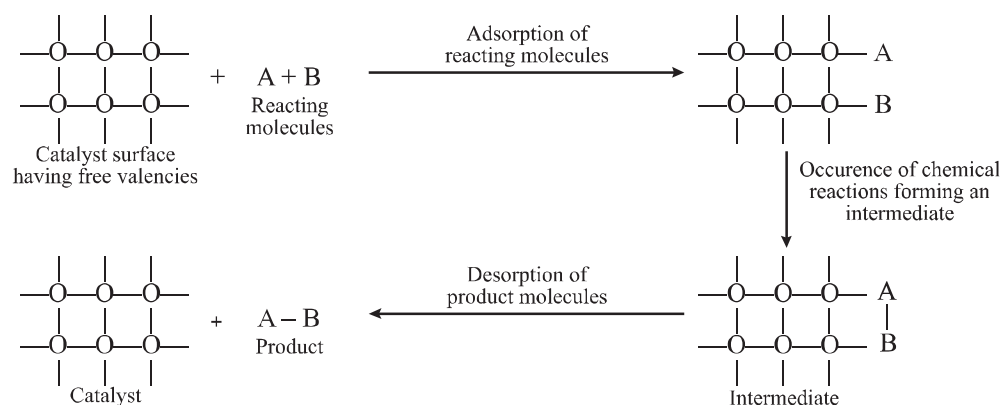 O O O
O O O
+
A + B
Reacting
molecules
Catalyst surface
having free valencies
Adsorption of
reacting molecules
O O O A
O O O B
Occurence of chemical
reactions forming an
intermediate
O O O A
O O O B
Intermediate
Desorption of
product molecules
O O O
O O O
+
A – B
Product
Catalyst